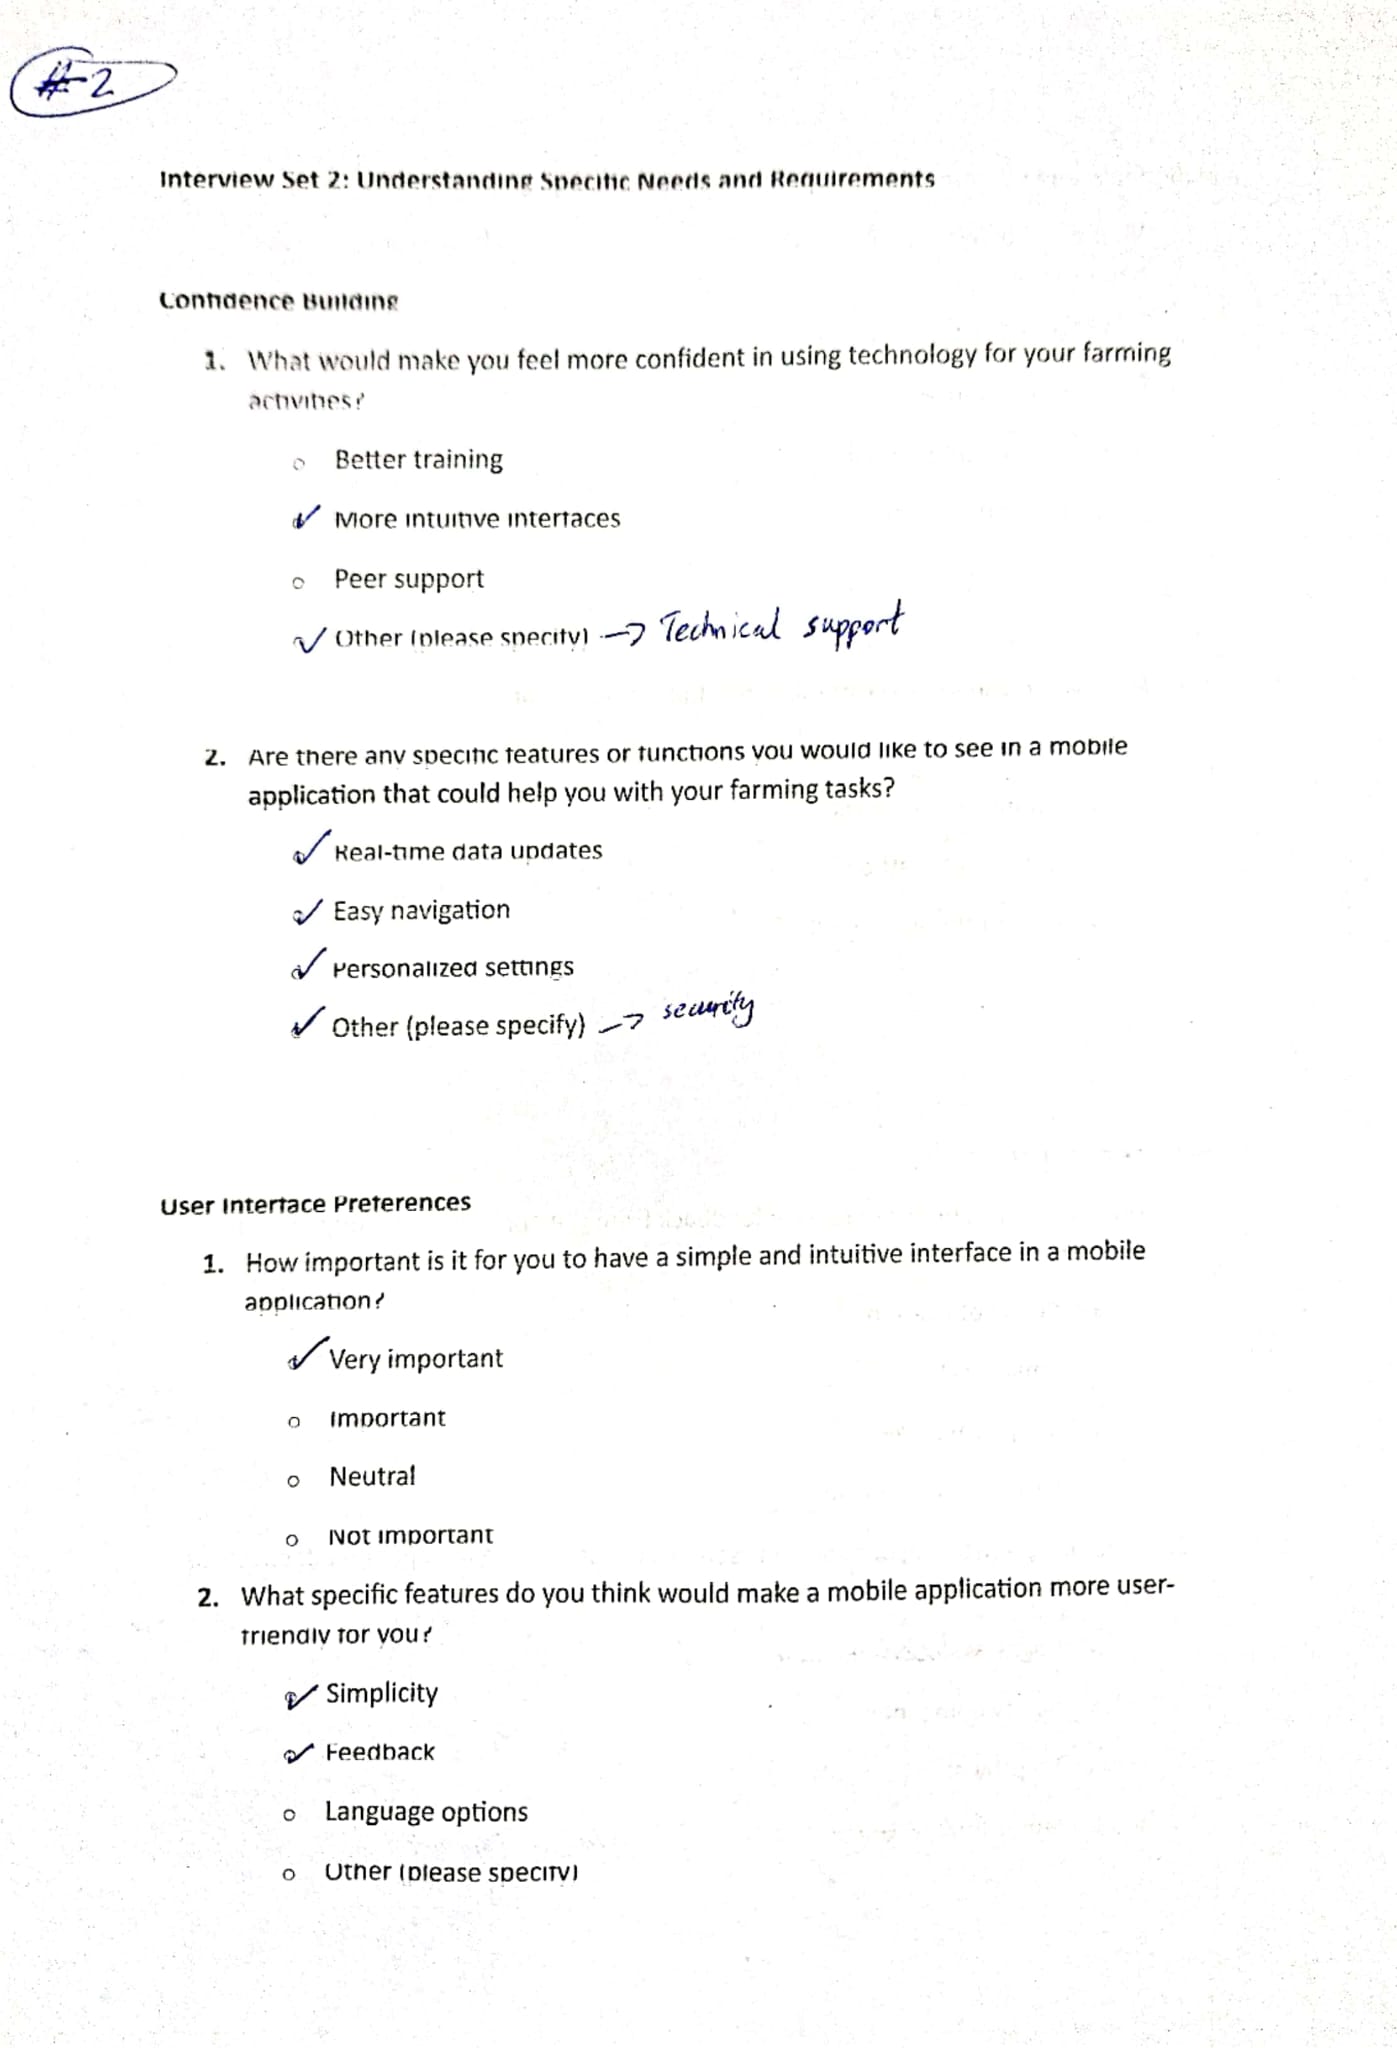 #2
Interview Set 2: Understanding Specific Needs and Requirements
Confidence Building
1. What would make you feel more confident in using technology for your farming
activities?
Better training
More intuitive interfaces
Peer support
Other (please specify) → Technical support
2. Are there any specific features or functions you would like to see in a mobile
application that could help you with your farming tasks?
Real-time data updates
Easy navigation
Personalized settings
Other (please specify) → security
User Interface Preferences
1. How important is it for you to have a simple and intuitive interface in a mobile
application?
Very important
Important
Neutral
Not important
2. What specific features do you think would make a mobile application more user-
friendly for you?
Simplicity
Feedback
Language options
Other (please specify)